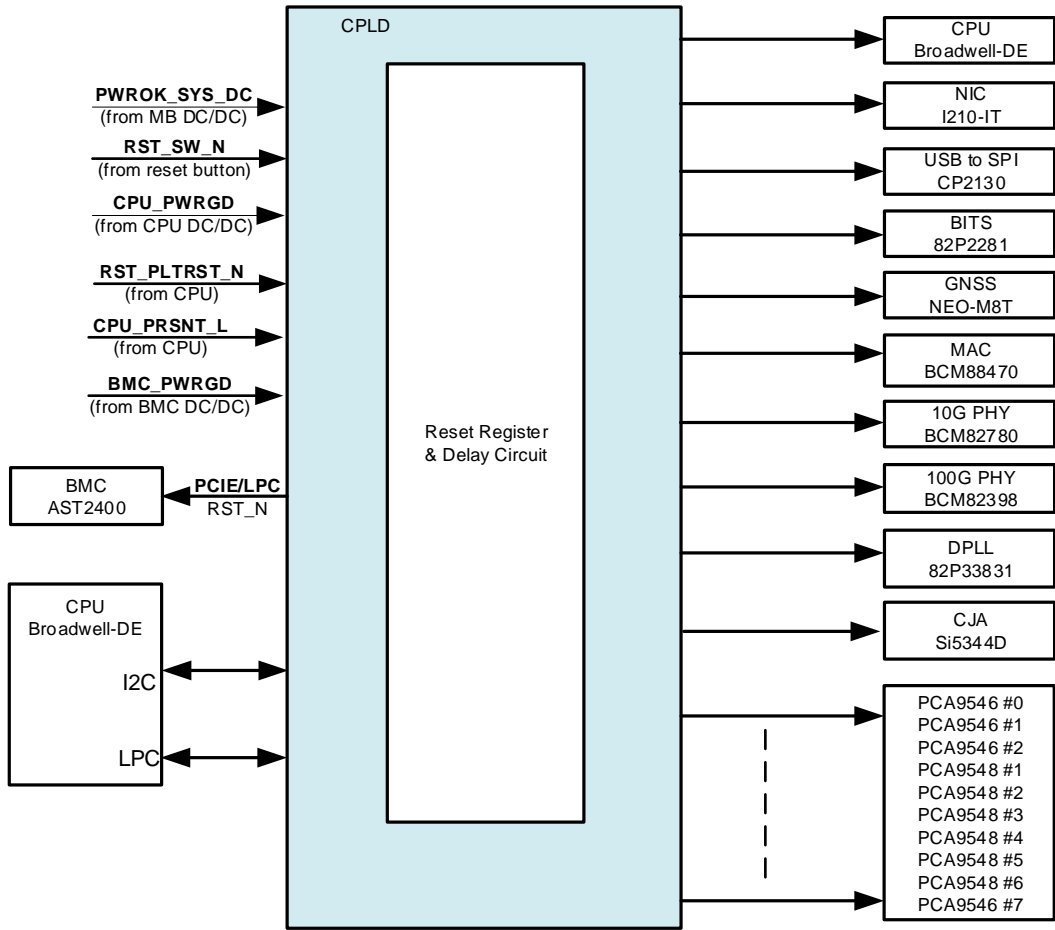 CPLD
PWROK_SYS_DC
(from MB DC/DC)
RST_SW_N
(from reset button)
CPU_PWRGD
(from CPU DC/DC)
RST_PLTRST_N
(from CPU)
CPU_PRSNT_L
(from CPU)
BMC_PWRGD
(from BMC DC/DC)
BMC
AST2400
PCIE/LPC
RST_N
CPU
Broadwell-DE
I2C
LPC
Reset Register
& Delay Circuit
CPU
Broadwell-DE
NIC
I210-IT
USB to SPI
CP2130
BITS
82P2281
GNSS
NEO-M8T
MAC
BCM88470
10G PHY
BCM82780
100G PHY
BCM82398
DPLL
82P33831
CJA
Si5344D
PCA9546 #0
PCA9546 #1
PCA9546 #2
PCA9548 #1
PCA9548 #2
PCA9548 #3
PCA9548 #4
PCA9548 #5
PCA9548 #6
PCA9546 #7